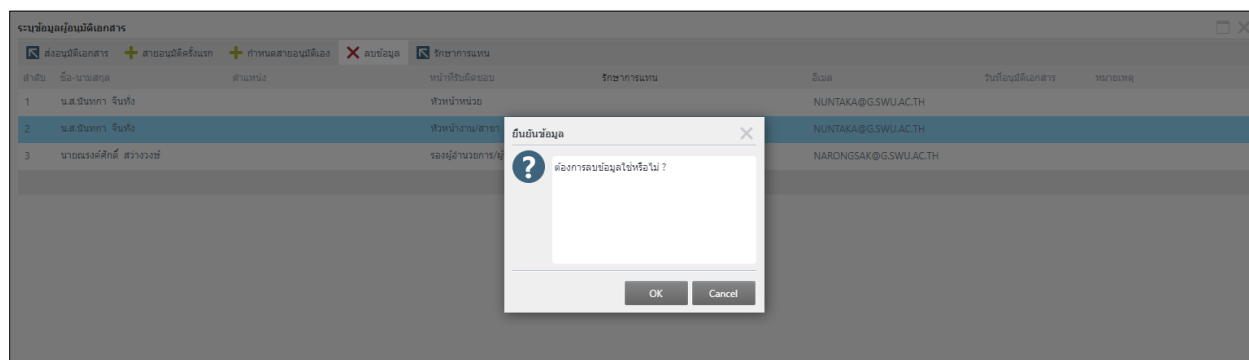 ระบุข้อมูลผู้อนุมัติเอกสาร
ส่งอนุมัติเอกสาร สายอนุมัติครั้งแรก กำหนดสายอนุมัติเอง ลบข้อมูล รักษาการแทน
ลำดับ ชื่อ-นามสกุล ตำแหน่ง หน้าที่รับผิดชอบ รักษาการแทน อีเมล วันที่อนุมัติเอกสาร หมายเหตุ
1 น.ส.นันทกา จีนทั่ง หัวหน้าหน่วย NUNTAKA@G.SWU.AC.TH
2 น.ส.นันทกา จีนทั่ง หัวหน้างาน/สาขา NUNTAKA@G.SWU.AC.TH
3 นายณรงค์ศักดิ์ สว่างวงษ์ รองผู้อำนวยการ/ผู้ NARONGSAK@G.SWU.AC.TH
ยืนยันข้อมูล
ต้องการลบข้อมูลใช่หรือไม่ ?
OK Cancel